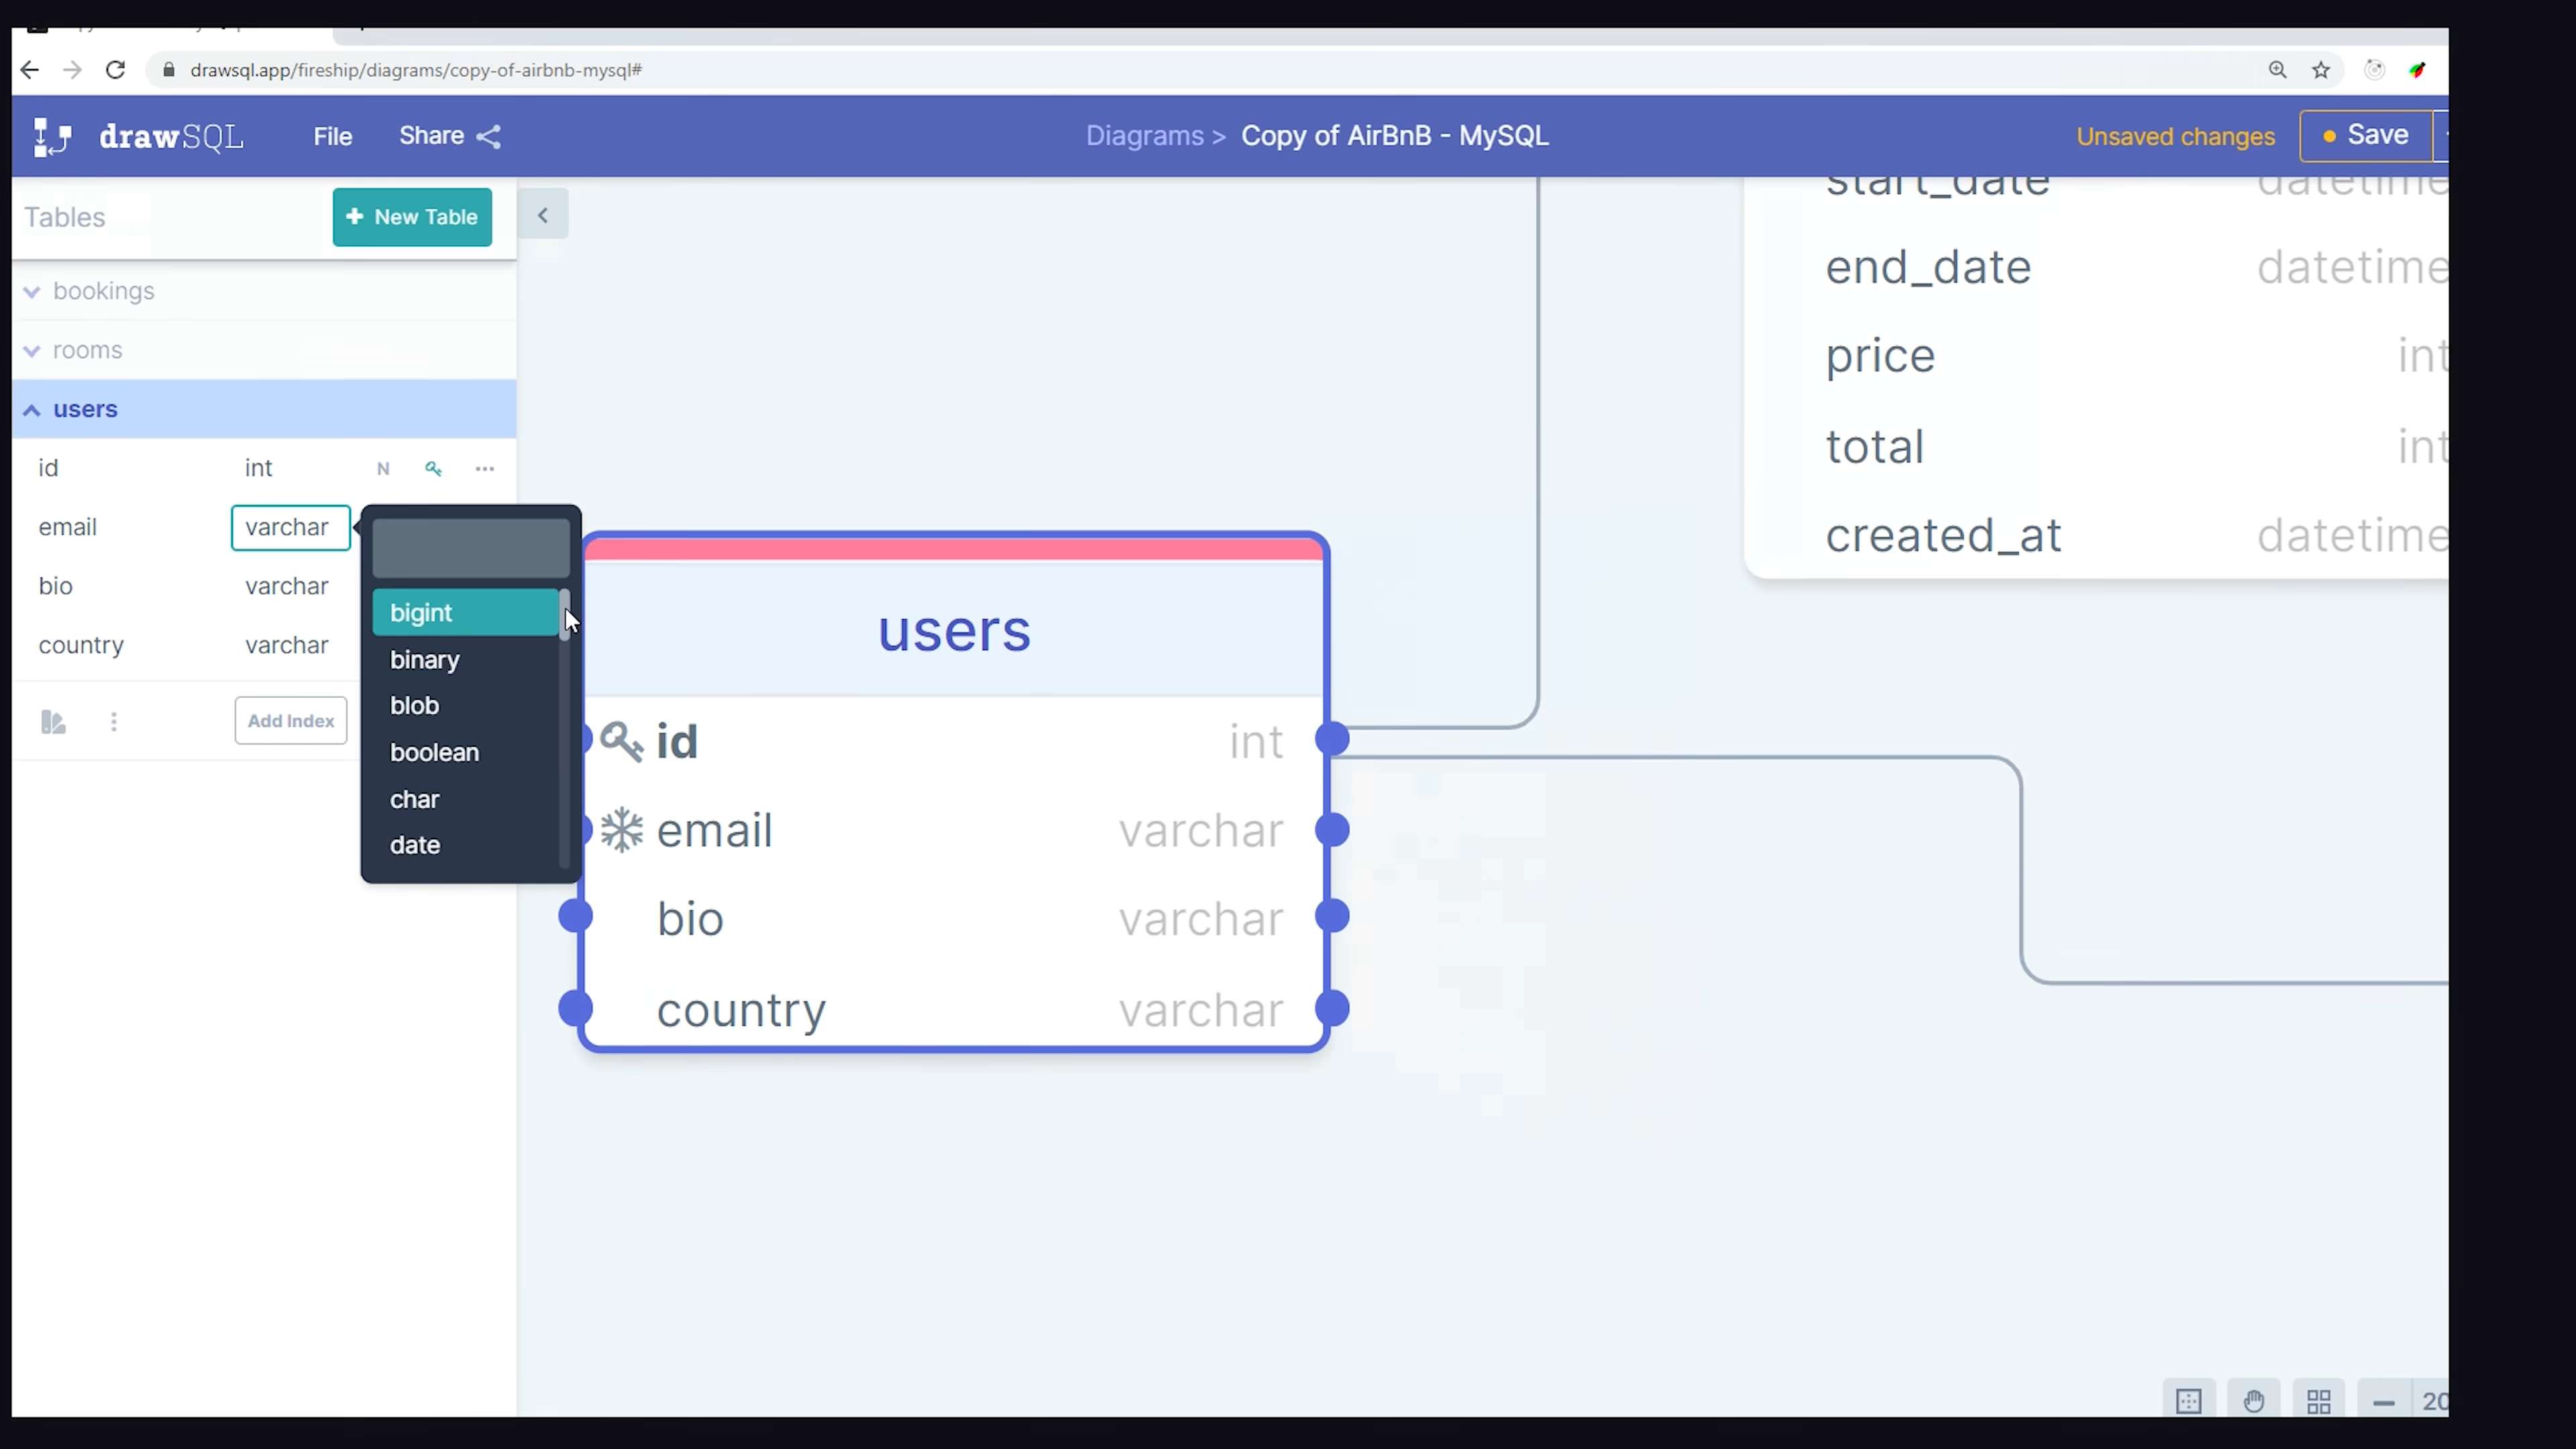 drawsql.app/fireship/diagrams/copy-of-airbnb-mysql#
drawSQL File Share Diagrams > Copy of AirBnB - MySQL Unsaved changes Save
Tables + New Table
bookings
rooms
users
id int N
email varchar
bio varchar
country varchar
Add Index
bigint
binary
blob
boolean
char
date
users
id int
email varchar
bio varchar
country varchar
start_date datetime
end_date datetime
price int
total int
created_at datetime
20